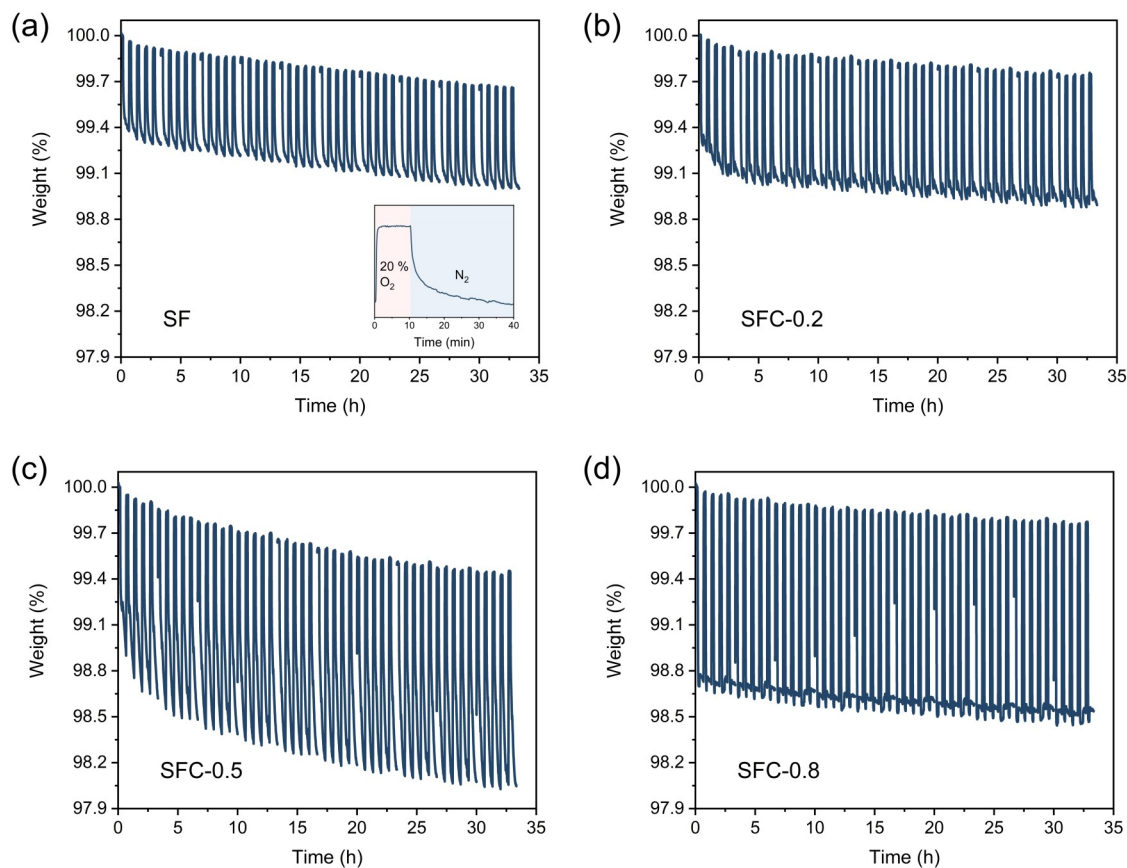 (a)
100.0
99.7
99.4
99.1
98.8
98.5
98.2
97.9
Weight (%)
20 %
O₂
N₂
0 10 20 30 40
Time (min)
SF
0 5 10 15 20 25 30 35
Time (h)
(b)
100.0
99.7
99.4
99.1
98.8
98.5
98.2
97.9
Weight (%)
SFC-0.2
0 5 10 15 20 25 30 35
Time (h)
(c)
100.0
99.7
99.4
99.1
98.8
98.5
98.2
97.9
Weight (%)
SFC-0.5
0 5 10 15 20 25 30 35
Time (h)
(d)
100.0
99.7
99.4
99.1
98.8
98.5
98.2
97.9
Weight (%)
SFC-0.8
0 5 10 15 20 25 30 35
Time (h)